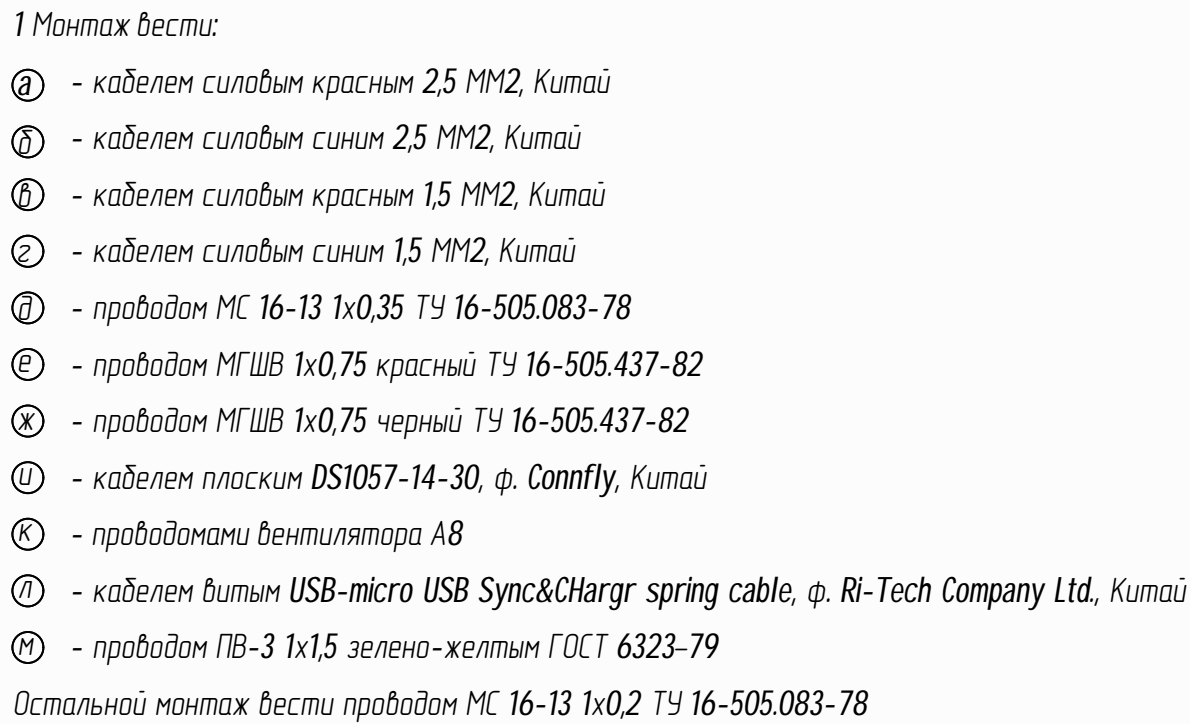 1 Монтаж вести:
а - кабелем силовым красным 2,5 ММ2, Китай
б - кабелем силовым синим 2,5 ММ2, Китай
в - кабелем силовым красным 1,5 ММ2, Китай
г - кабелем силовым синим 1,5 ММ2, Китай
д - проводом МС 16-13 1х0,35 ТУ 16-505.083-78
е - проводом МГШВ 1х0,75 красный ТУ 16-505.437-82
ж - проводом МГШВ 1х0,75 черный ТУ 16-505.437-82
и - кабелем плоским DS1057-14-30, ф. Connfly, Китай
к - проводами вентилятора А8
л - кабелем витым USB-micro USB Sync&CHargr spring cable, ф. Ri-Tech Company Ltd., Китай
м - проводом ПВ-3 1х1,5 зелено-желтым ГОСТ 6323-79
Остальной монтаж вести проводом МС 16-13 1х0,2 ТУ 16-505.083-78